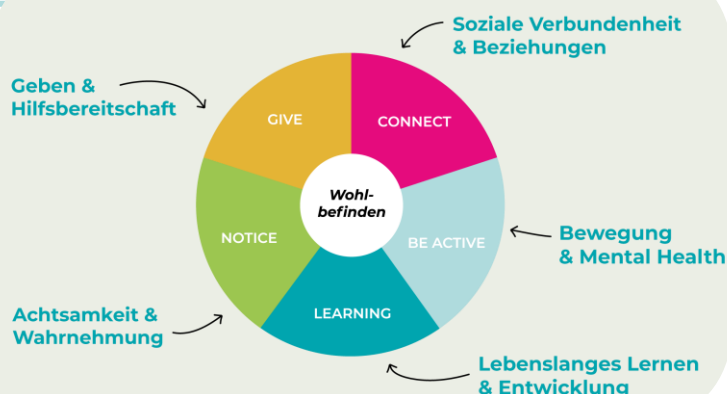 Soziale Verbundenheit
& Beziehungen
Geben &
Hilfsbereitschaft
GIVE
CONNECT
Wohl-
befinden
NOTICE
BE ACTIVE
Bewegung
& Mental Health
LEARNING
Achtsamkeit &
Wahrnehmung
Lebenslanges Lernen
& Entwicklung